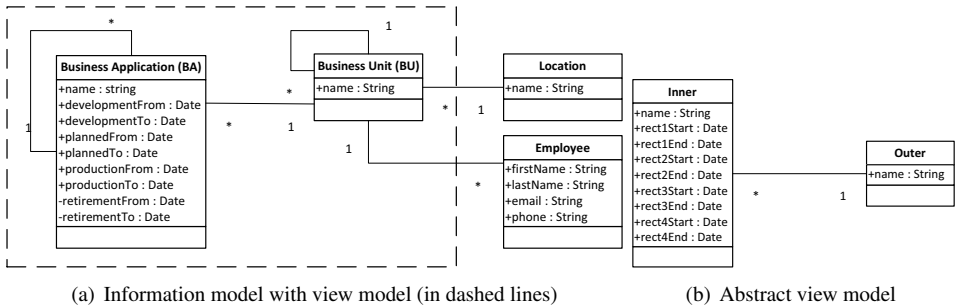 *
1
Business Application (BA)
+name : string
+developmentFrom : Date
+developmentTo : Date
+plannedFrom : Date
+plannedTo : Date
+productionFrom : Date
+productionTo : Date
-retirementFrom : Date
-retirementTo : Date
*
1
*
1
Business Unit (BU)
+name : String
*
1
Location
+name : String
1
*
Employee
+firstName : String
+lastName : String
+email : String
+phone : String
Inner
+name : String
+rect1Start : Date
+rect1End : Date
+rect2Start : Date
+rect2End : Date
+rect3Start : Date
+rect3End : Date
+rect4Start : Date
+rect4End : Date
*
1
Outer
+name : String
(a) Information model with view model (in dashed lines)
(b) Abstract view model